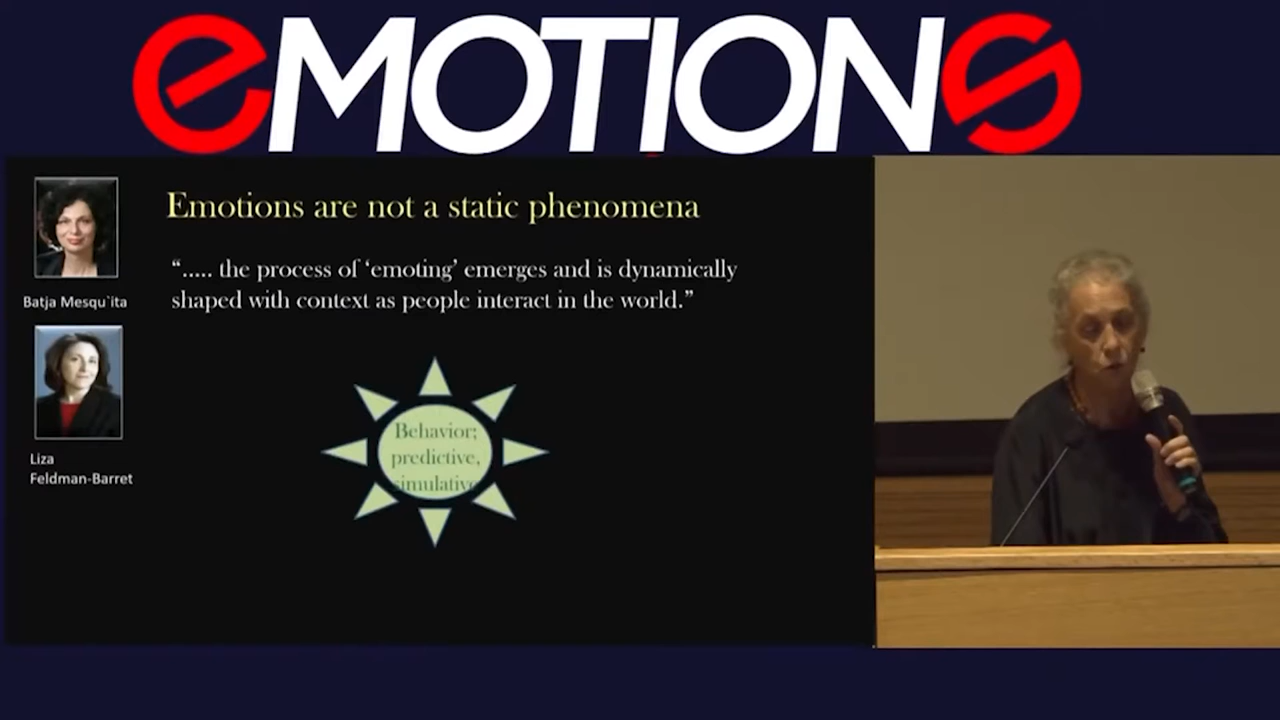 eMOTIONS
Emotions are not a static phenomena
“..... the process of ‘emoting’ emerges and is dynamically
shaped with context as people interact in the world.”
Batja Mesqu`ita
Liza
Feldman-Barret
Behavior;
predictive,
simulative